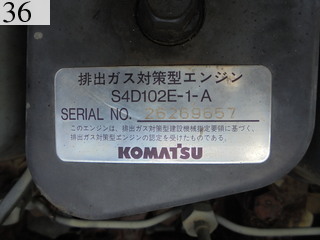 36
排出ガス対策型エンジン
S4D102E-1-A
SERIAL NO. 26269557
このエンジンは、排出ガス対策型建設機械指定要領に基づく、
排出ガス対策型エンジンの認定を受けたものである。
KOMATSU